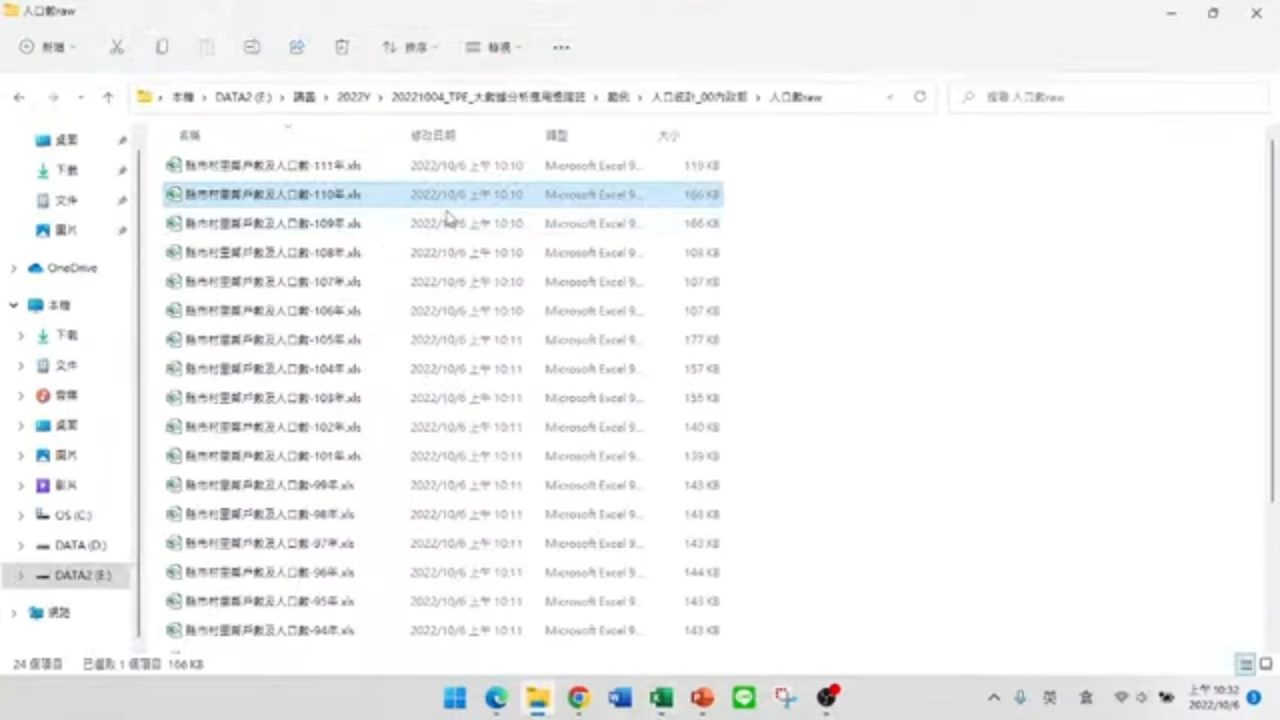 人口數raw
新增 排序 檢視
本機 > DATA2 (E:) > 講義 > 2022Y > 20221004_TPE_大數據分析應用進階班 > 範例 > 人口統計_00內政部 > 人口數raw
搜尋 人口數raw
名稱 修改日期 類型 大小
縣市村里鄰戶數及人口數-111年.xls 2022/10/6 上午 10:10 Microsoft Excel 9... 119 KB
縣市村里鄰戶數及人口數-110年.xls 2022/10/6 上午 10:10 Microsoft Excel 9... 166 KB
縣市村里鄰戶數及人口數-109年.xls 2022/10/6 上午 10:10 Microsoft Excel 9... 166 KB
縣市村里鄰戶數及人口數-108年.xls 2022/10/6 上午 10:10 Microsoft Excel 9... 108 KB
縣市村里鄰戶數及人口數-107年.xls 2022/10/6 上午 10:10 Microsoft Excel 9... 107 KB
縣市村里鄰戶數及人口數-106年.xls 2022/10/6 上午 10:10 Microsoft Excel 9... 107 KB
縣市村里鄰戶數及人口數-105年.xls 2022/10/6 上午 10:11 Microsoft Excel 9... 177 KB
縣市村里鄰戶數及人口數-104年.xls 2022/10/6 上午 10:11 Microsoft Excel 9... 157 KB
縣市村里鄰戶數及人口數-103年.xls 2022/10/6 上午 10:11 Microsoft Excel 9... 155 KB
縣市村里鄰戶數及人口數-102年.xls 2022/10/6 上午 10:11 Microsoft Excel 9... 140 KB
縣市村里鄰戶數及人口數-101年.xls 2022/10/6 上午 10:11 Microsoft Excel 9... 139 KB
縣市村里鄰戶數及人口數-99年.xls 2022/10/6 上午 10:11 Microsoft Excel 9... 143 KB
縣市村里鄰戶數及人口數-98年.xls 2022/10/6 上午 10:11 Microsoft Excel 9... 143 KB
縣市村里鄰戶數及人口數-97年.xls 2022/10/6 上午 10:11 Microsoft Excel 9... 143 KB
縣市村里鄰戶數及人口數-96年.xls 2022/10/6 上午 10:11 Microsoft Excel 9... 144 KB
縣市村里鄰戶數及人口數-95年.xls 2022/10/6 上午 10:11 Microsoft Excel 9... 143 KB
縣市村里鄰戶數及人口數-94年.xls 2022/10/6 上午 10:11 Microsoft Excel 9... 143 KB
桌面
下載
文件
圖片
OneDrive
本機
下載
文件
音樂
桌面
圖片
影片
OS (C:)
DATA (D:)
DATA2 (E:)
網路
24 個項目 已選取 1 個項目 166 KB
英
上午 10:32
2022/10/6